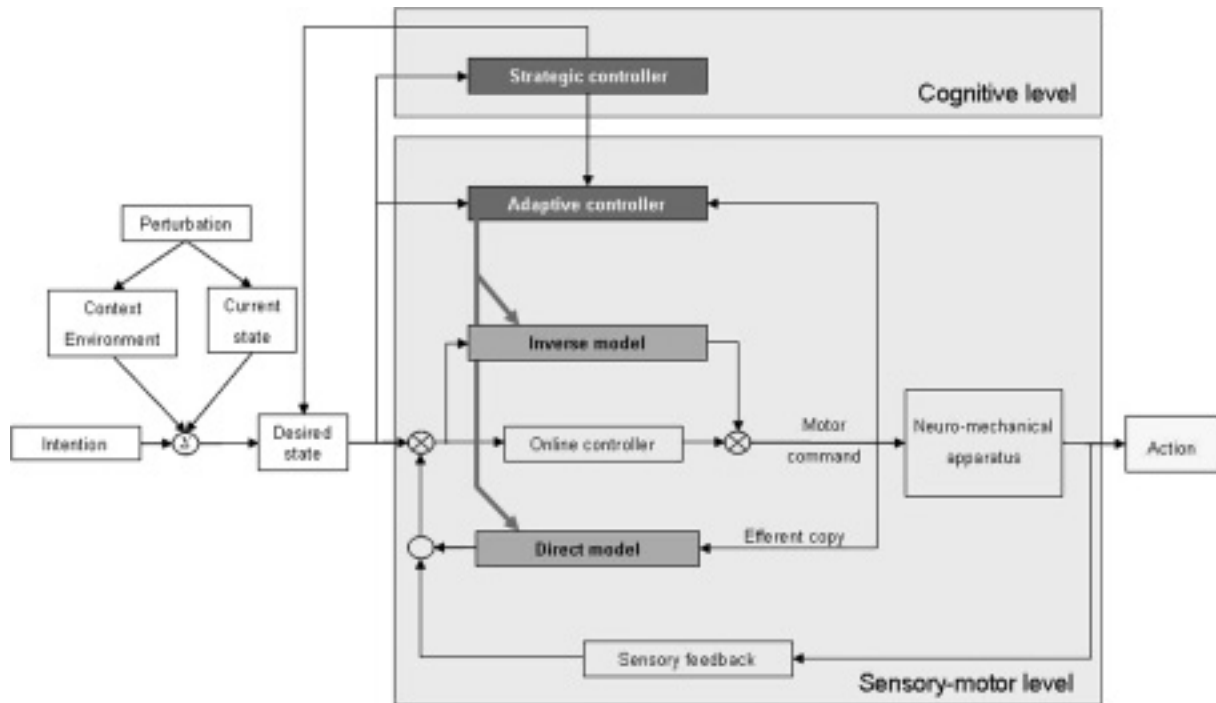 Strategic controller
Cognitive level
Adaptive controller
Perturbation
Context
Environment
Current
state
Inverse model
Intention
Δ
Desired
state
Online controller
Motor
command
Neuro-mechanical
apparatus
Action
Direct model
Efferent copy
Sensory feedback
Sensory-motor level